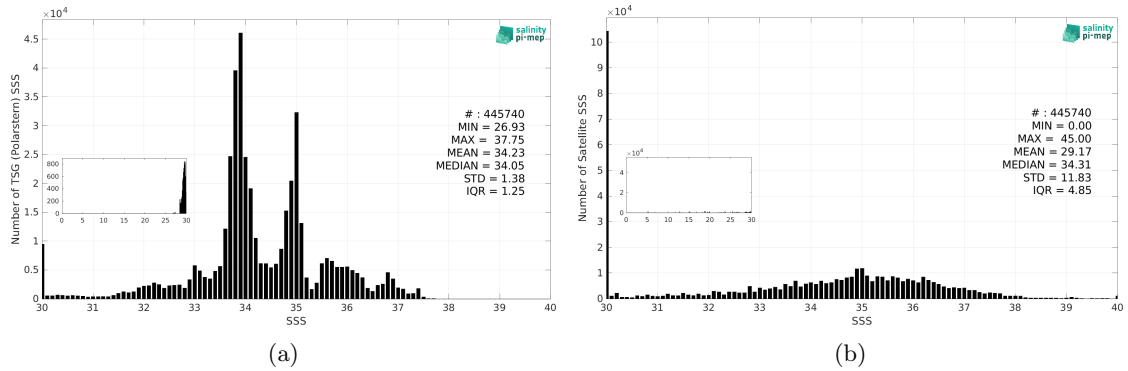 ×10⁴
4.5
4
3.5
3
2.5
2
1.5
1
0.5
0
Number of TSG (Polarstern) SSS
salinity
pi-mep
# : 445740
MIN = 26.93
MAX = 37.75
MEAN = 34.23
MEDIAN = 34.05
STD = 1.38
IQR = 1.25
800
600
400
200
0
0 5 10 15 20 25 30
30 31 32 33 34 35 36 37 38 39 40
SSS
(a)
×10⁴
10
9
8
7
6
5
4
3
2
1
0
Number of Satellite SSS
salinity
pi-mep
# : 445740
MIN = 0.00
MAX = 45.00
MEAN = 29.17
MEDIAN = 34.31
STD = 11.83
IQR = 4.85
×10⁴
4
2
0
0 5 10 15 20 25 30
30 31 32 33 34 35 36 37 38 39 40
SSS
(b)